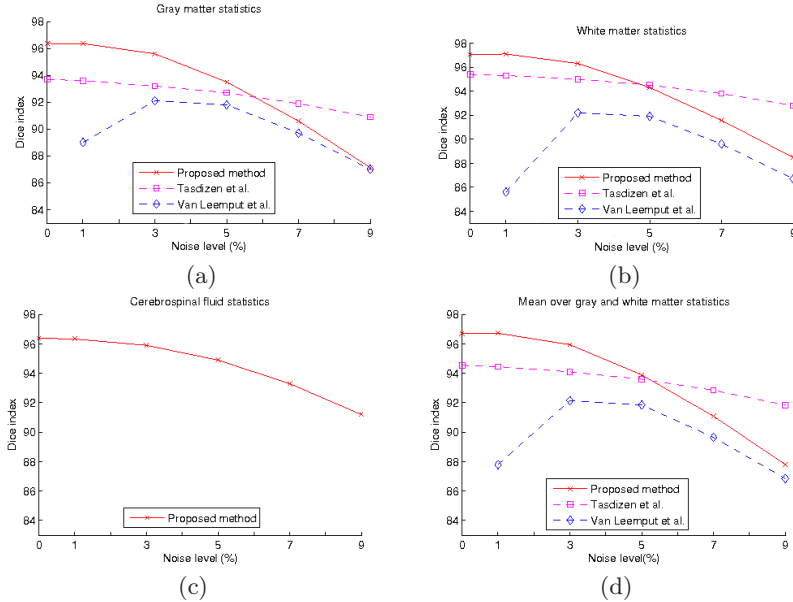 Gray matter statistics
98
96
94
92
90
88
86
84
Dice index
Proposed method
Tasdizen et al.
Van Leemput et al.
0 1 3 5 7 9
Noise level (%)
(a)
White matter statistics
98
96
94
92
90
88
86
84
Dice index
Proposed method
Tasdizen et al.
Van Leemput et al.
0 1 3 5 7 9
Noise level (%)
(b)
Cerebrospinal fluid statistics
98
96
94
92
90
88
86
84
Dice index
Proposed method
0 1 3 5 7 9
Noise level (%)
(c)
Mean over gray and white matter statistics
98
96
94
92
90
88
86
84
Dice index
Proposed method
Tasdizen et al.
Van Leemput et al.
0 1 3 5 7 9
Noise level(%)
(d)